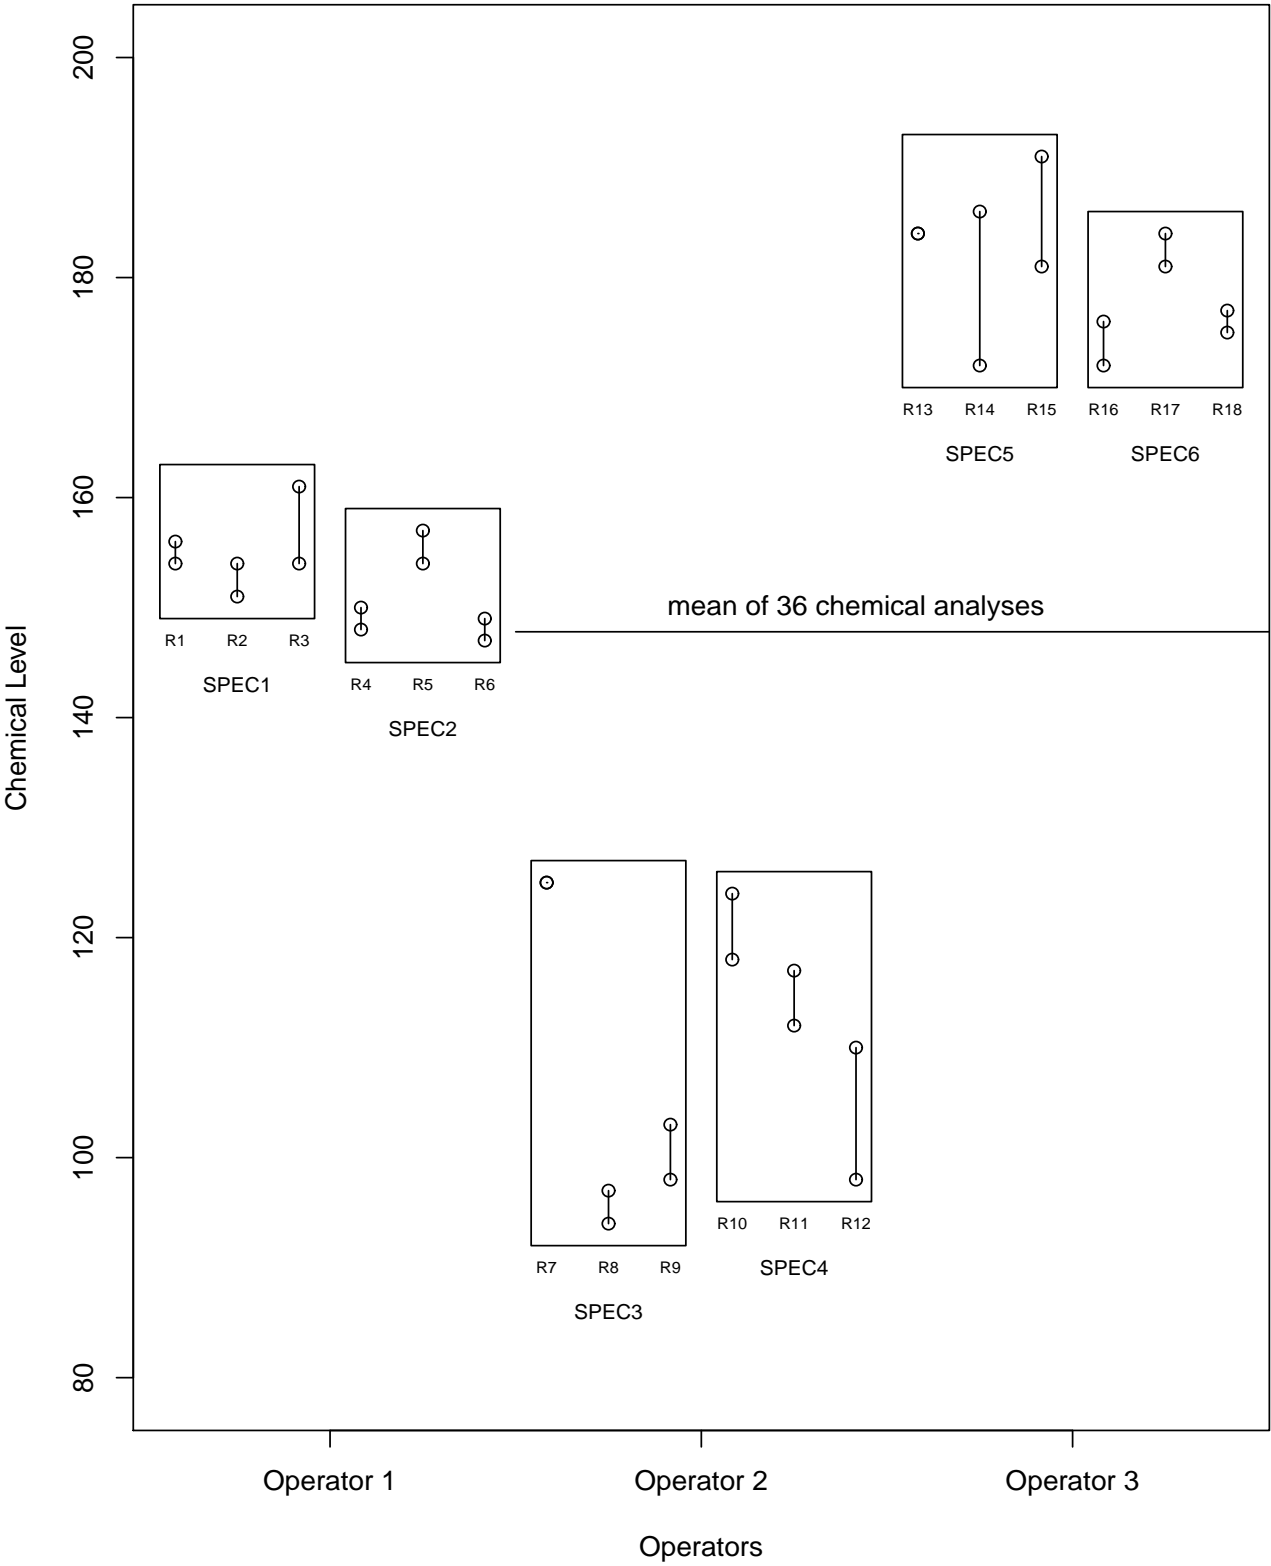 200
180
160
140
120
100
80
Chemical Level
R13 R14 R15
SPEC5
R16 R17 R18
SPEC6
R1 R2 R3
SPEC1
R4 R5 R6
SPEC2
mean of 36 chemical analyses
R7 R8 R9
SPEC3
R10 R11 R12
SPEC4
Operator 1 Operator 2 Operator 3
Operators